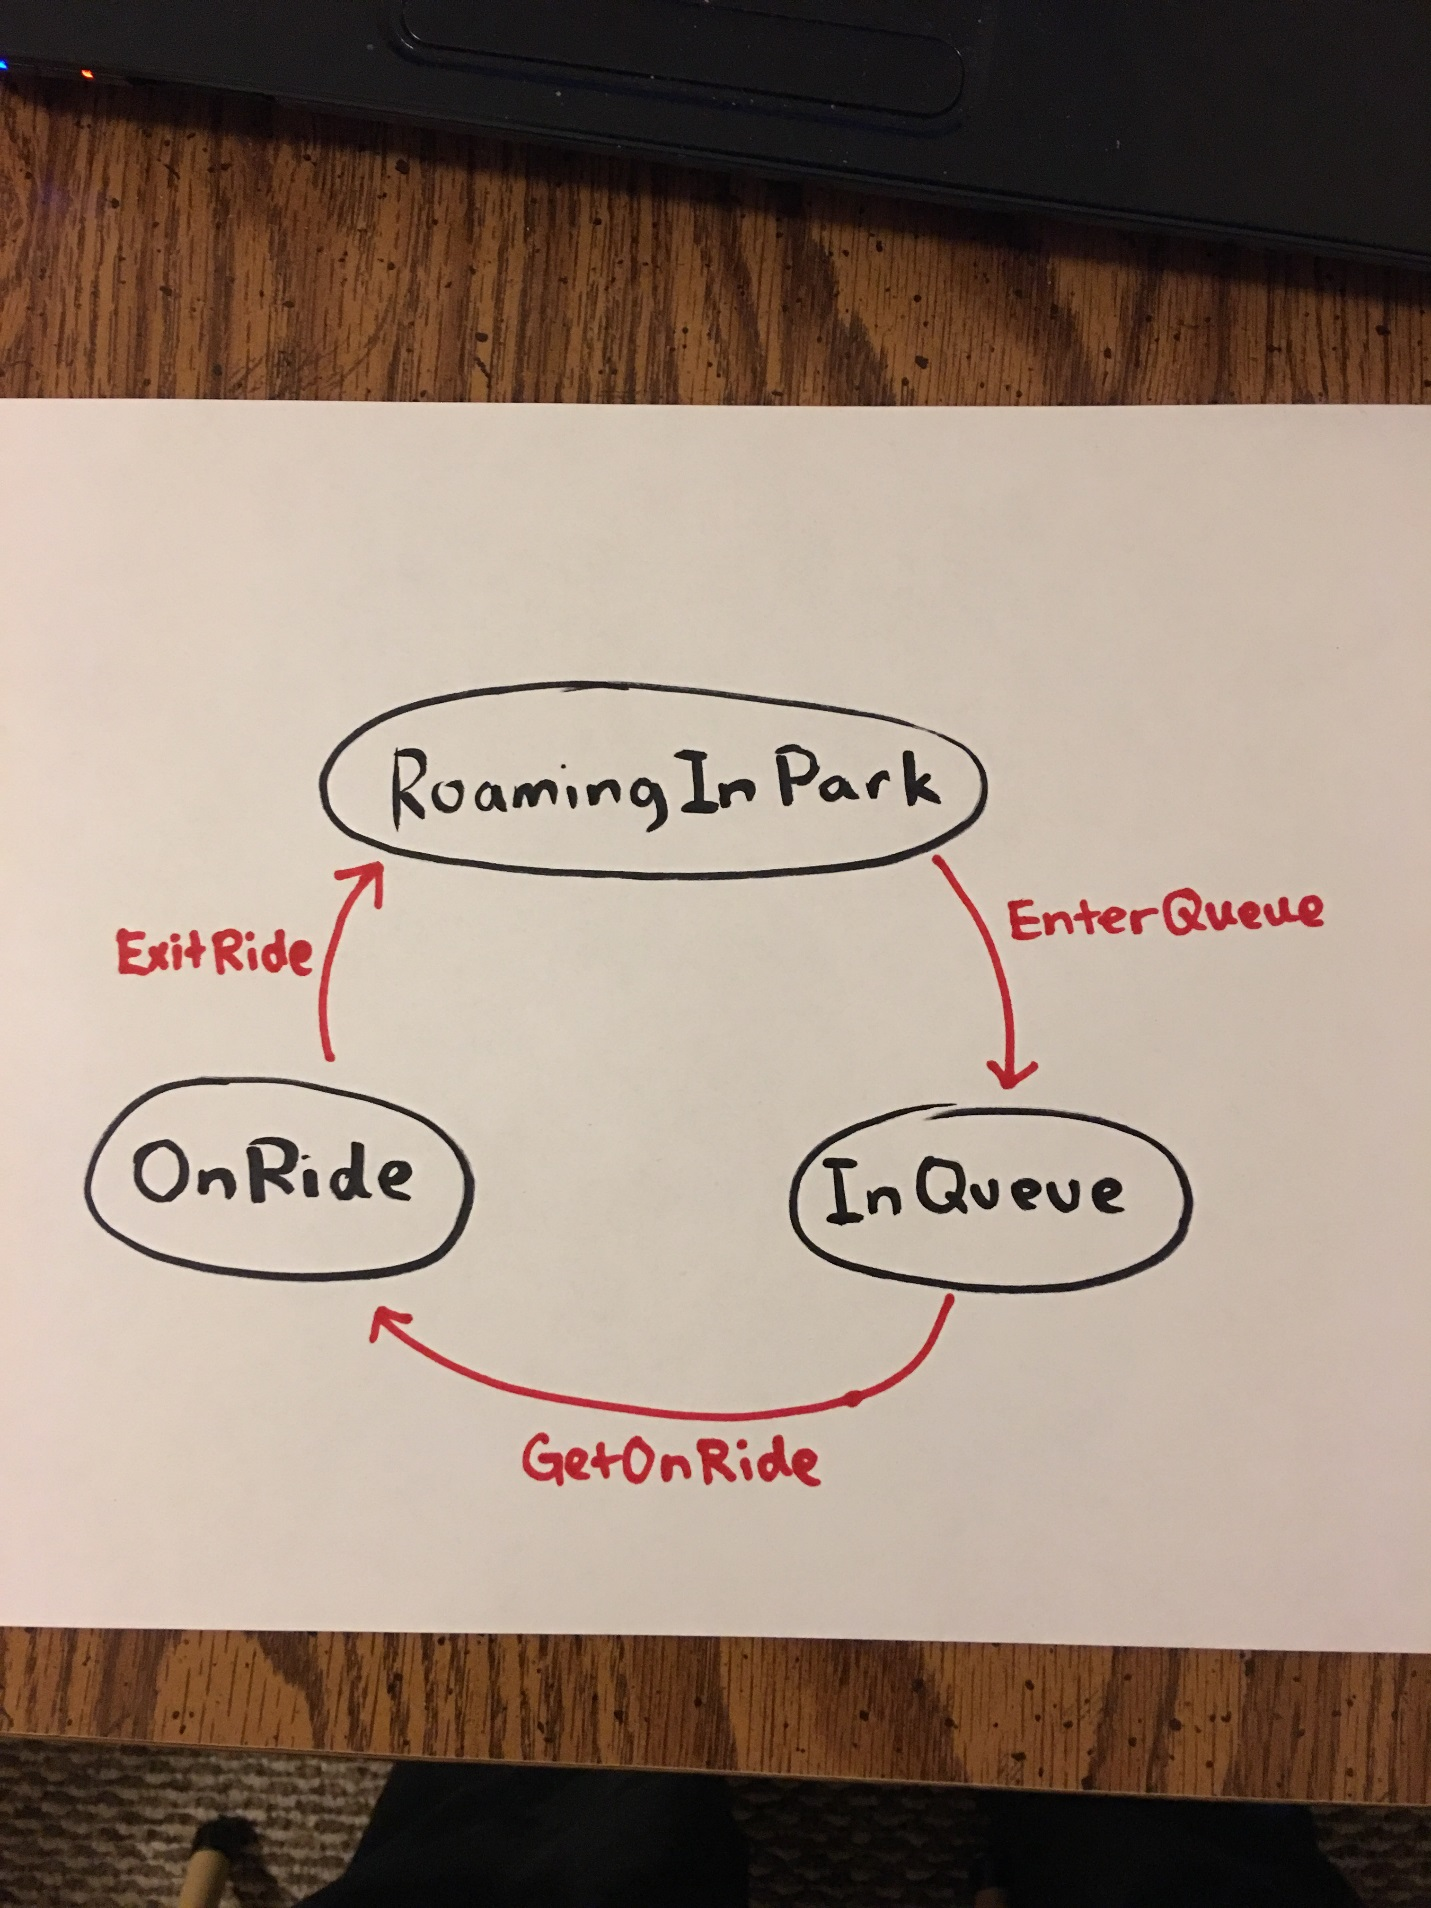 RoamingInPark
EnterQueue
ExitRide
OnRide
InQueue
GetOnRide